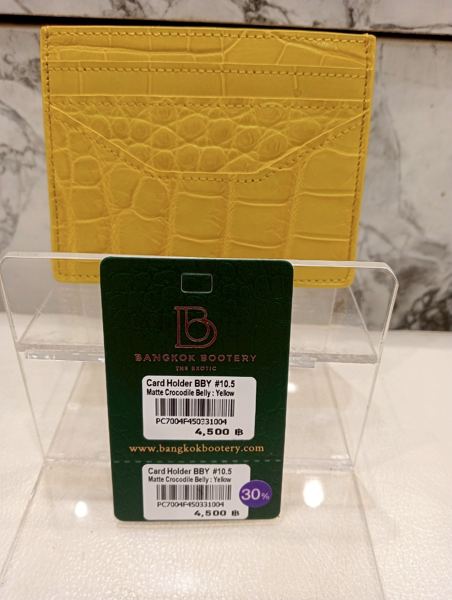 B
BANGKOK BOOTERY
THE EXOTIC
Card Holder BBY #10.5
Matte Crocodile Belly : Yellow
PC7004F450331004
4,500 ฿
www.bangkokbootery.com
Card Holder BBY #10.5
Matte Crocodile Belly : Yellow
PC7004F450331004
4,500 ฿
30%